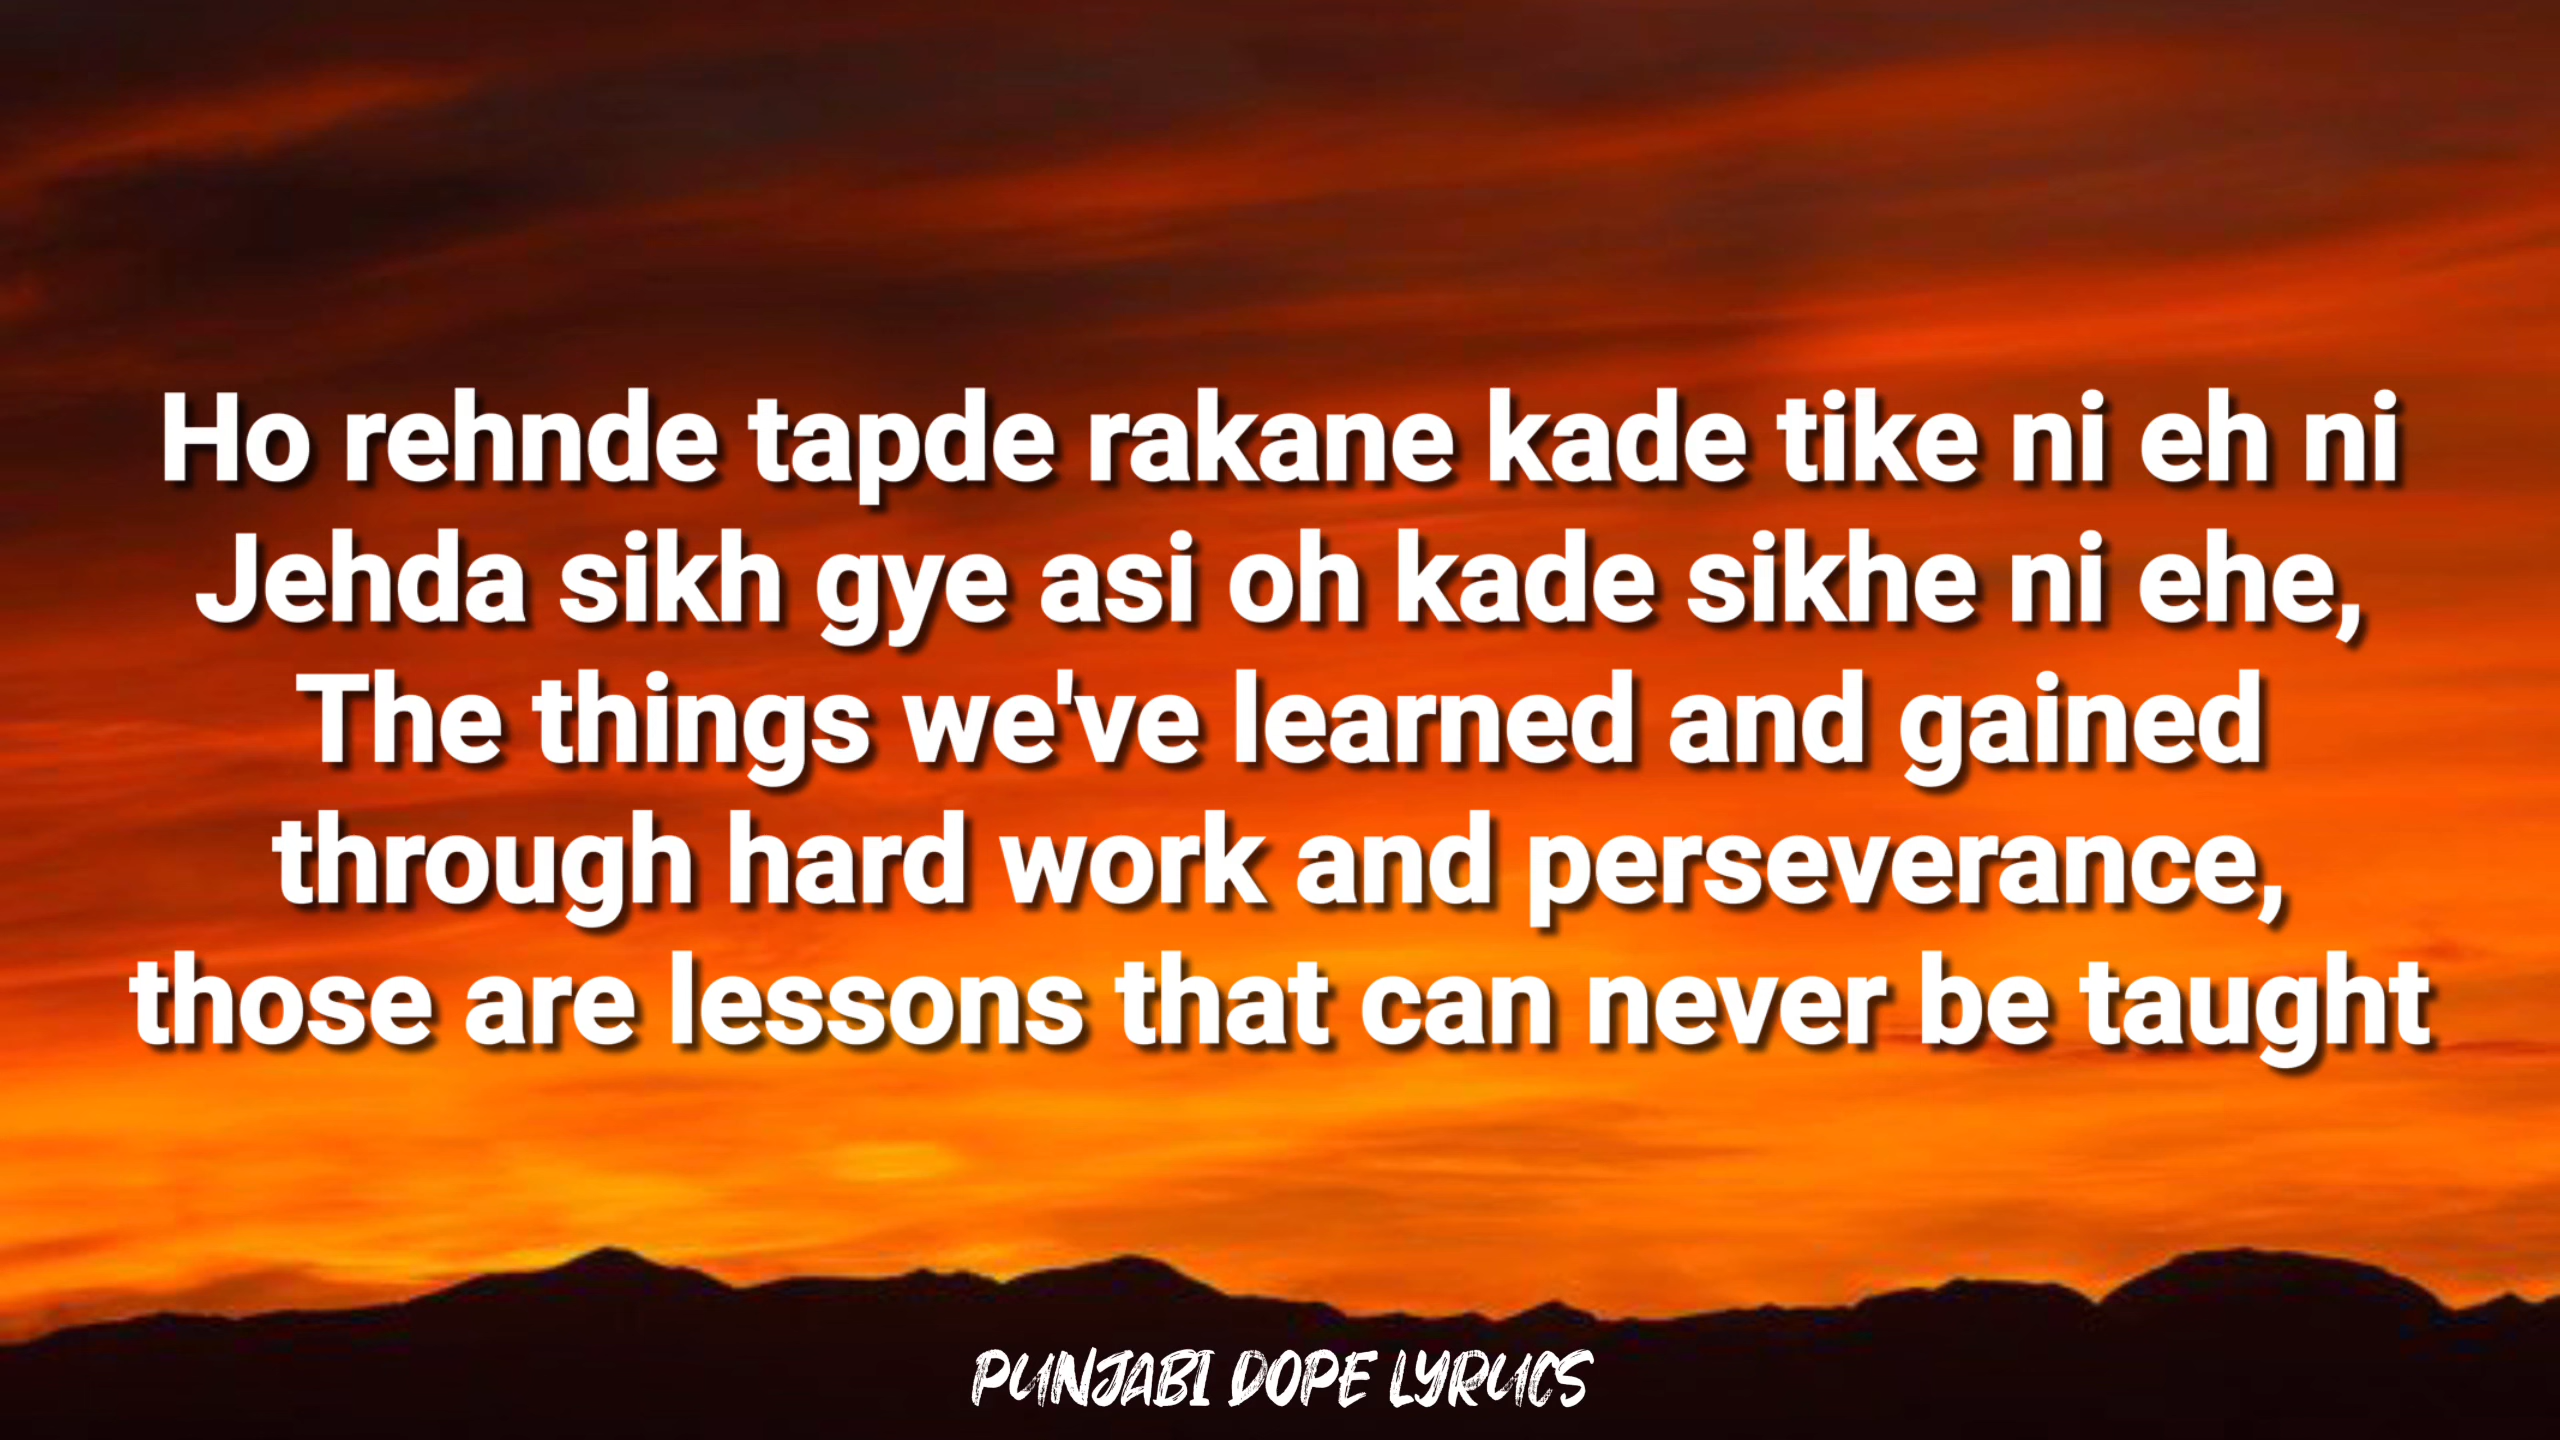 Ho rehnde tapde rakane kade tike ni eh ni
Jehda sikh gye asi oh kade sikhe ni ehe,
The things we've learned and gained
through hard work and perseverance,
those are lessons that can never be taught
PUNJABI DOPE LYRICS